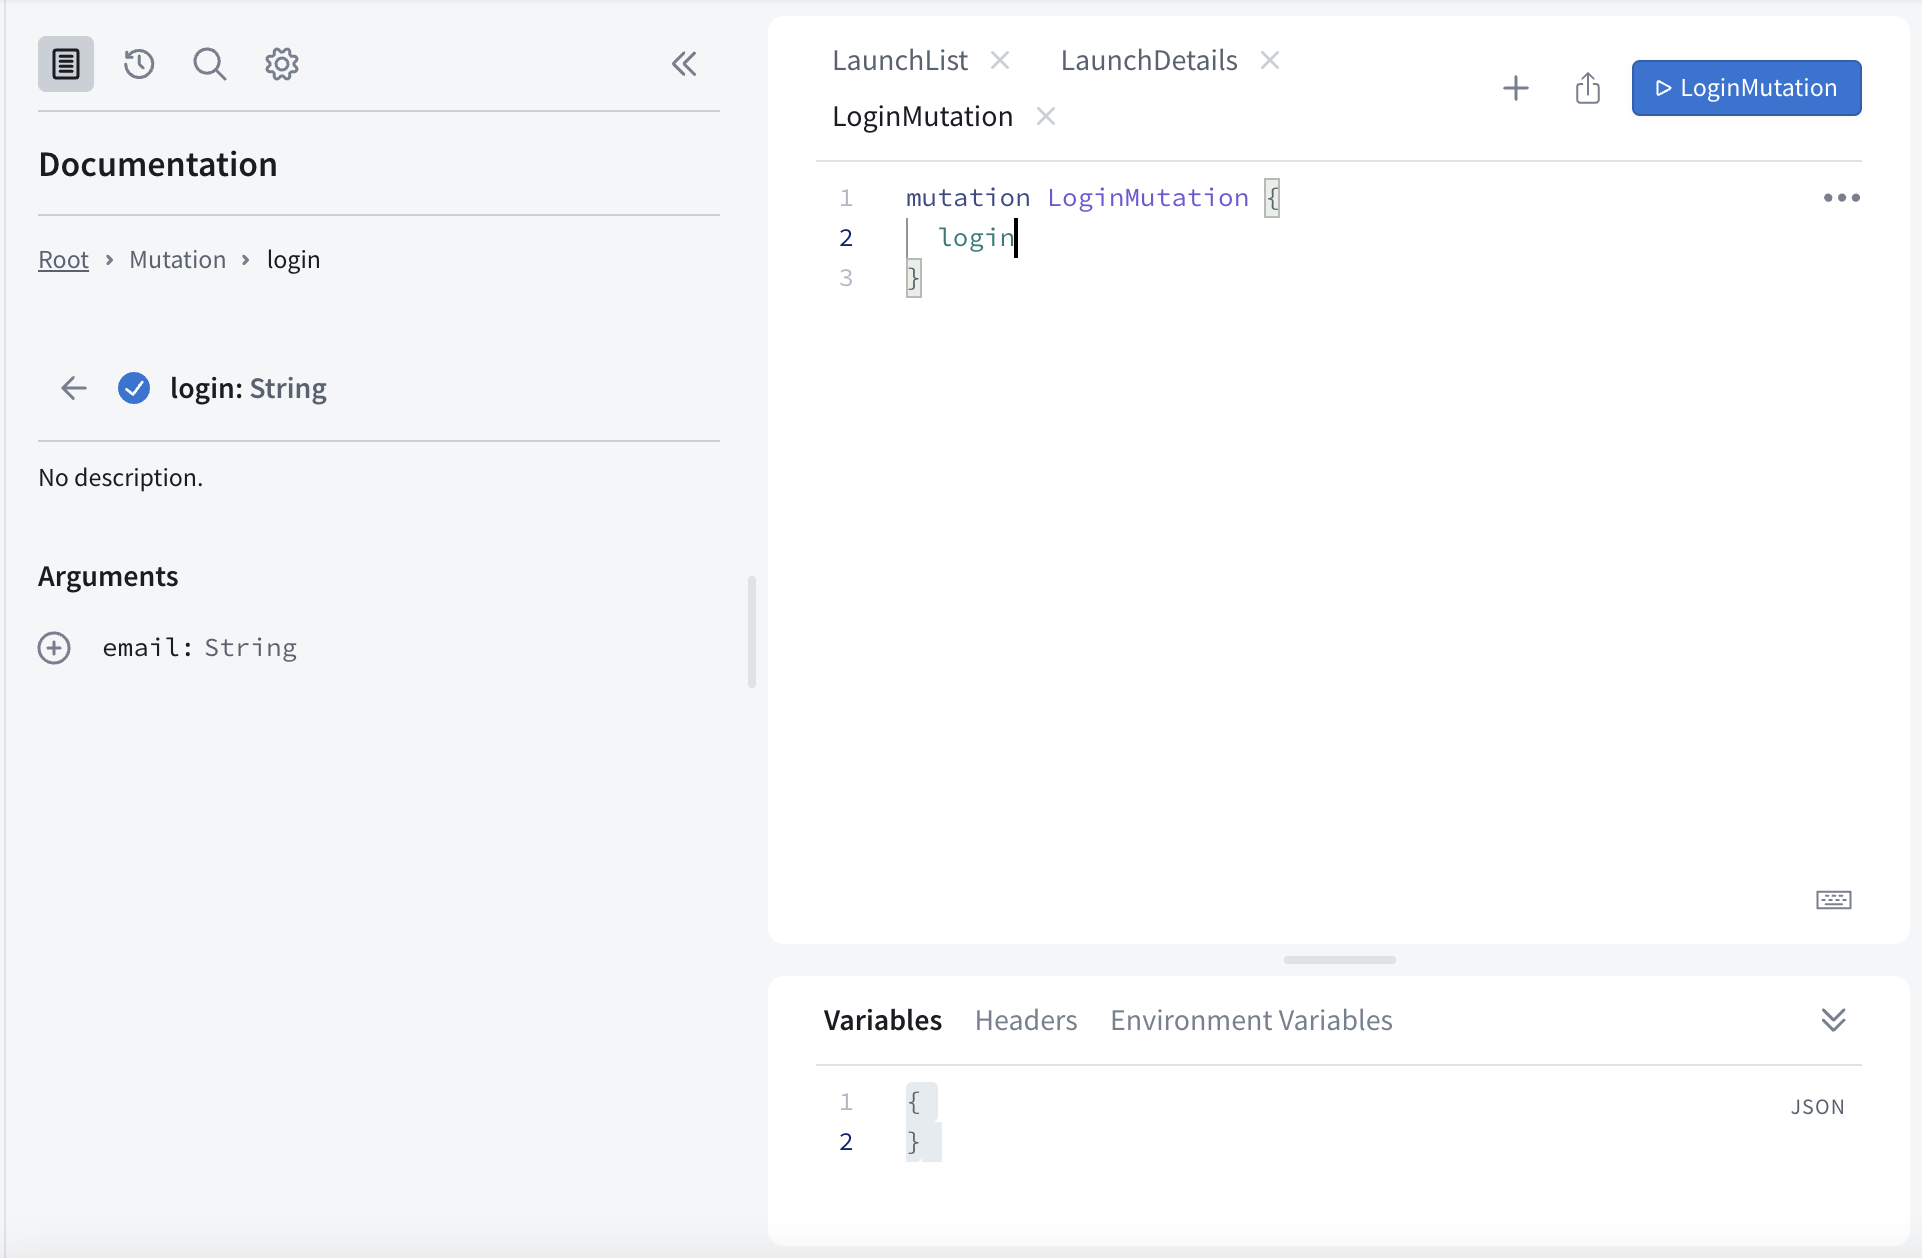 Documentation
Root › Mutation › login
login: String
No description.
Arguments
email: String
LaunchList
LaunchDetails
LoginMutation
LoginMutation
1 mutation LoginMutation {
2 login
3 }
Variables
Headers
Environment Variables
1 {
JSON
2 }